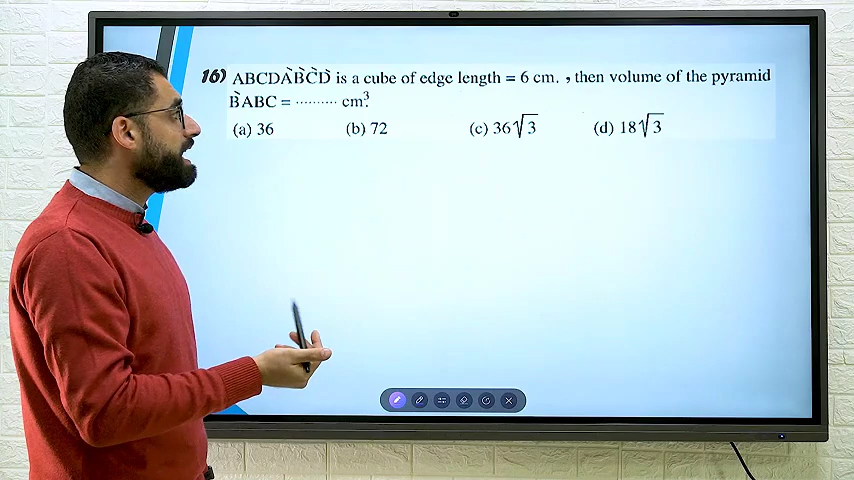 16) ABCDÀB̀C̀D̀ is a cube of edge length = 6 cm. , then volume of the pyramid
B̀ABC = .......... cm³.
(a) 36 (b) 72 (c) 36√3 (d) 18√3